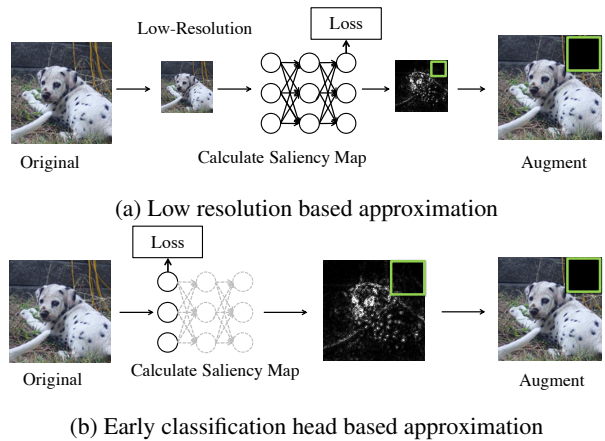 Low-Resolution
Loss
Original
Calculate Saliency Map
Augment
(a) Low resolution based approximation
Loss
Original
Calculate Saliency Map
Augment
(b) Early classification head based approximation